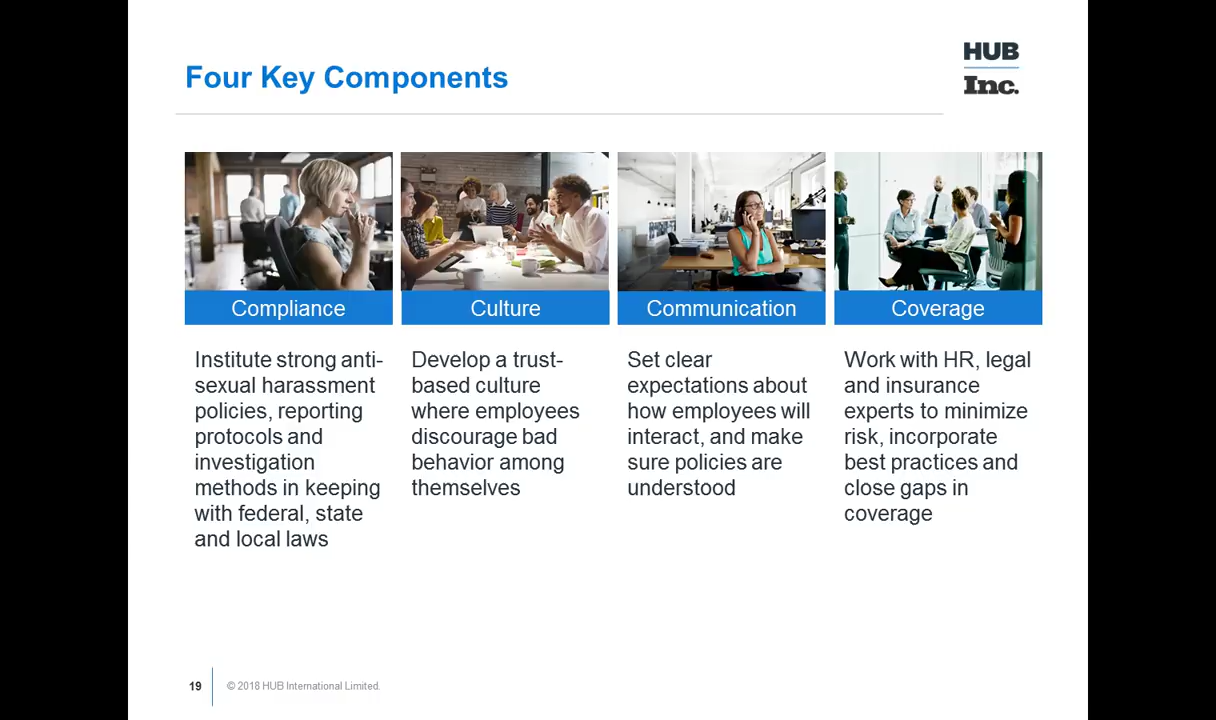 Four Key Components
HUB
Inc.
Compliance
Culture
Communication
Coverage
Institute strong anti-
sexual harassment
policies, reporting
protocols and
investigation
methods in keeping
with federal, state
and local laws
Develop a trust-
based culture
where employees
discourage bad
behavior among
themselves
Set clear
expectations about
how employees will
interact, and make
sure policies are
understood
Work with HR, legal
and insurance
experts to minimize
risk, incorporate
best practices and
close gaps in
coverage
19
© 2018 HUB International Limited.